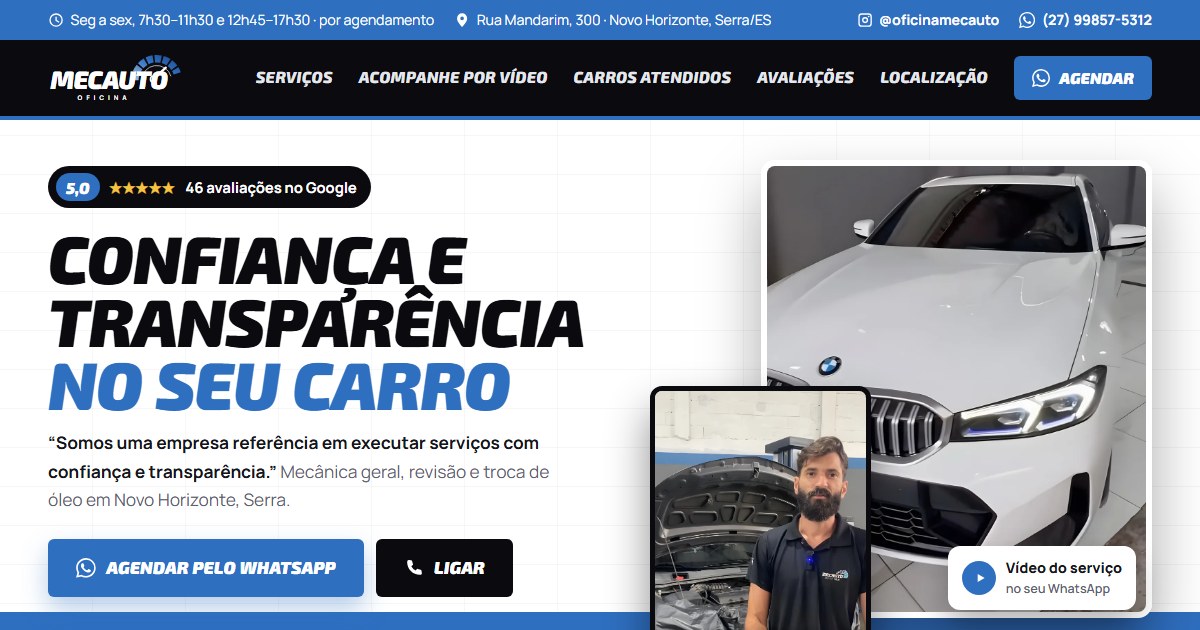 Seg a sex, 7h30–11h30 e 12h45–17h30 · por agendamento
Rua Mandarim, 300 · Novo Horizonte, Serra/ES
@oficinamecauto
(27) 99857-5312
MECAUTO
OFICINA
SERVIÇOS
ACOMPANHE POR VÍDEO
CARROS ATENDIDOS
AVALIAÇÕES
LOCALIZAÇÃO
AGENDAR
5,0 ★★★★★ 46 avaliações no Google
CONFIANÇA E
TRANSPARÊNCIA
NO SEU CARRO
“Somos uma empresa referência em executar serviços com
confiança e transparência.” Mecânica geral, revisão e troca de
óleo em Novo Horizonte, Serra.
AGENDAR PELO WHATSAPP
LIGAR
MECAUTO
Vídeo do serviço
no seu WhatsApp